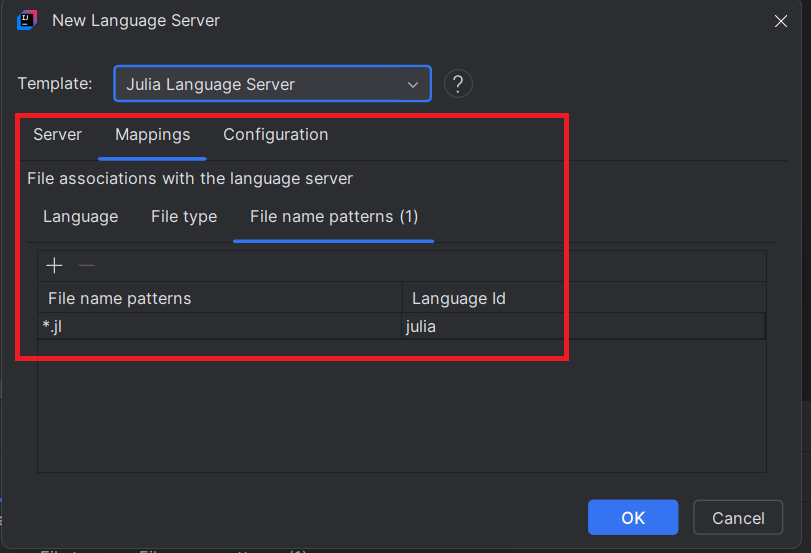 New Language Server
Template: Julia Language Server ?
Server Mappings Configuration
File associations with the language server
Language File type File name patterns (1)
File name patterns Language Id
*.jl julia
OK Cancel